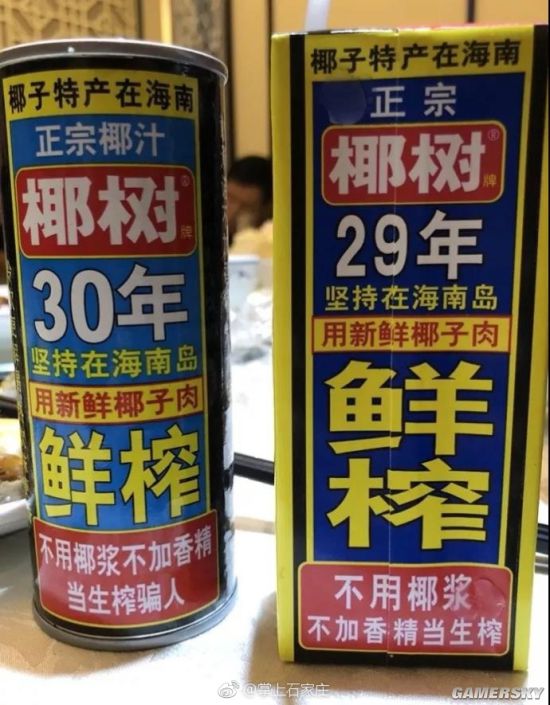 椰子特产在海南
正宗椰汁
椰树®
牌
30年
坚持在海南岛
用新鲜椰子肉
鲜榨
不用椰浆不加香精
当生榨骗人
椰子特产在海南
正宗
椰树®
牌
29年
坚持在海南岛
用新鲜椰子肉
鲜榨
不用椰浆
不加香精当生榨
@掌上石家庄
GAMERSKY